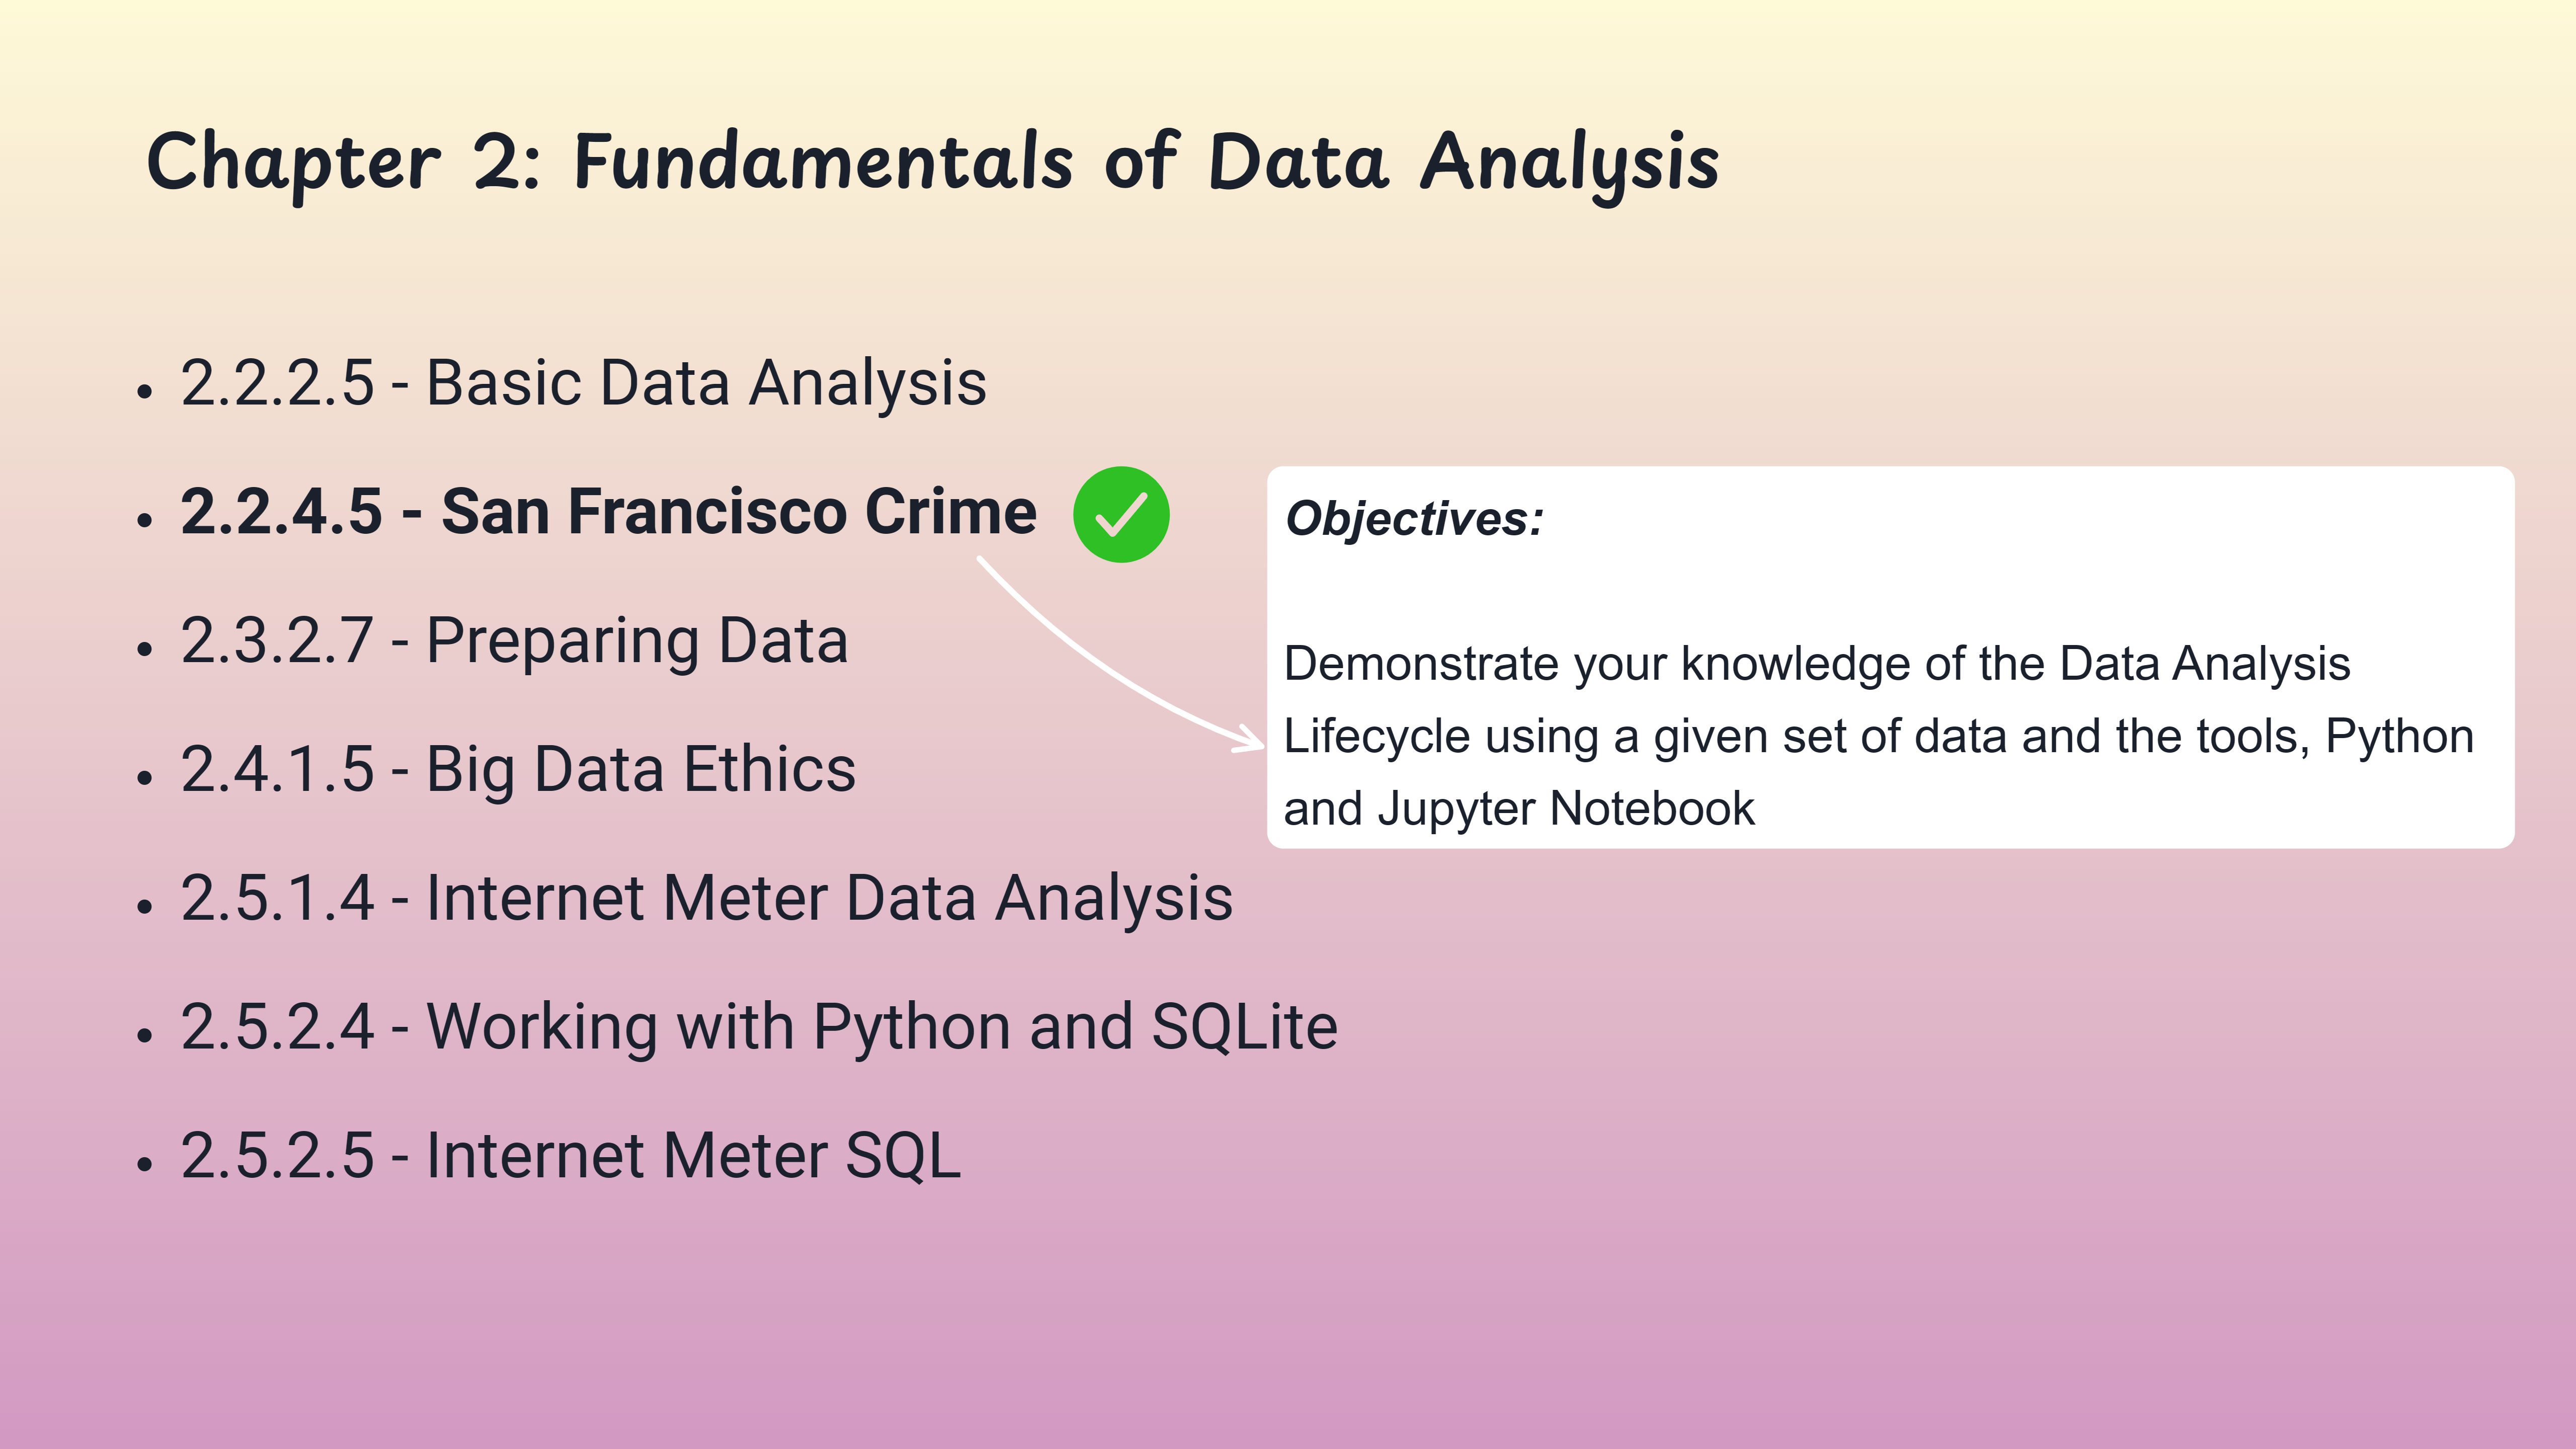 Chapter 2: Fundamentals of Data Analysis
• 2.2.2.5 - Basic Data Analysis
• 2.2.4.5 - San Francisco Crime
• 2.3.2.7 - Preparing Data
• 2.4.1.5 - Big Data Ethics
• 2.5.1.4 - Internet Meter Data Analysis
• 2.5.2.4 - Working with Python and SQLite
• 2.5.2.5 - Internet Meter SQL
Objectives:
Demonstrate your knowledge of the Data Analysis
Lifecycle using a given set of data and the tools, Python
and Jupyter Notebook